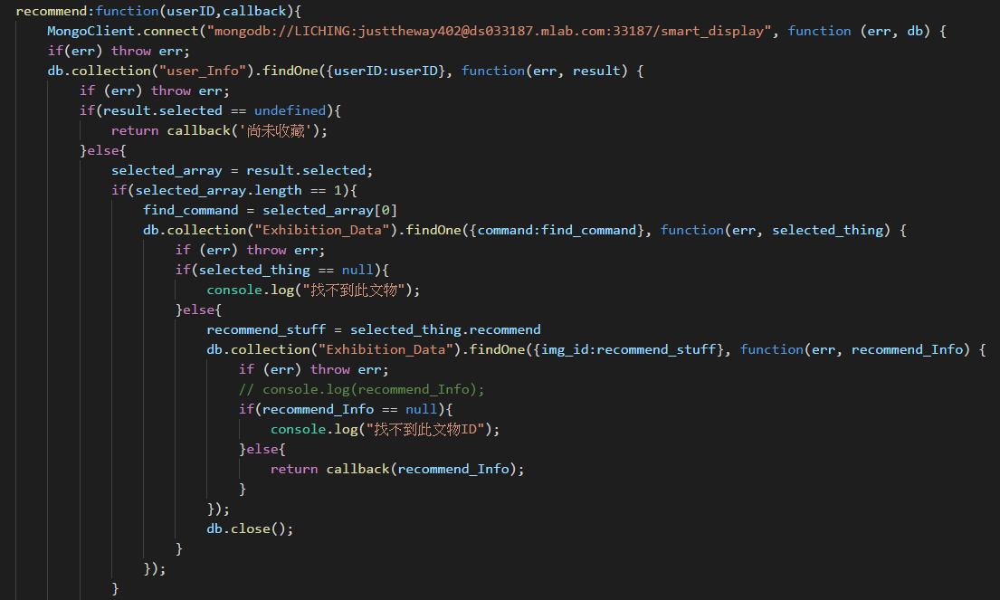 recommend:function(userID,callback){
MongoClient.connect("mongodb://LICHING:justtheway402@ds033187.mlab.com:33187/smart_display", function (err, db) {
if(err) throw err;
db.collection("user_Info").findOne({userID:userID}, function(err, result) {
if (err) throw err;
if(result.selected == undefined){
return callback('尚未收藏');
}else{
selected_array = result.selected;
if(selected_array.length == 1){
find_command = selected_array[0]
db.collection("Exhibition_Data").findOne({command:find_command}, function(err, selected_thing) {
if (err) throw err;
if(selected_thing == null){
console.log("找不到此文物");
}else{
recommend_stuff = selected_thing.recommend
db.collection("Exhibition_Data").findOne({img_id:recommend_stuff}, function(err, recommend_Info) {
if (err) throw err;
// console.log(recommend_Info);
if(recommend_Info == null){
console.log("找不到此文物ID");
}else{
return callback(recommend_Info);
}
});
db.close();
}
});
}